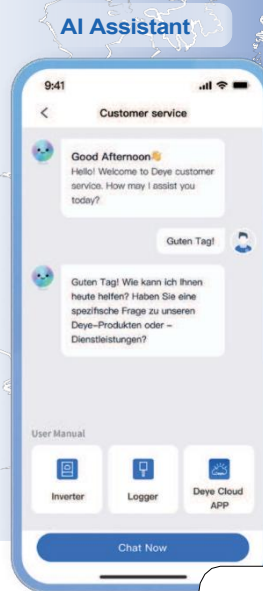 AI Assistant
9:41
Customer service
Good Afternoon👋
Hello! Welcome to Deye customer
service. How may I assist you
today?
Guten Tag!
Guten Tag! Wie kann ich Ihnen
heute helfen? Haben Sie eine
spezifische Frage zu unseren
Deye-Produkten oder -
Dienstleistungen?
User Manual
Inverter
Logger
Deye Cloud
APP
Chat Now